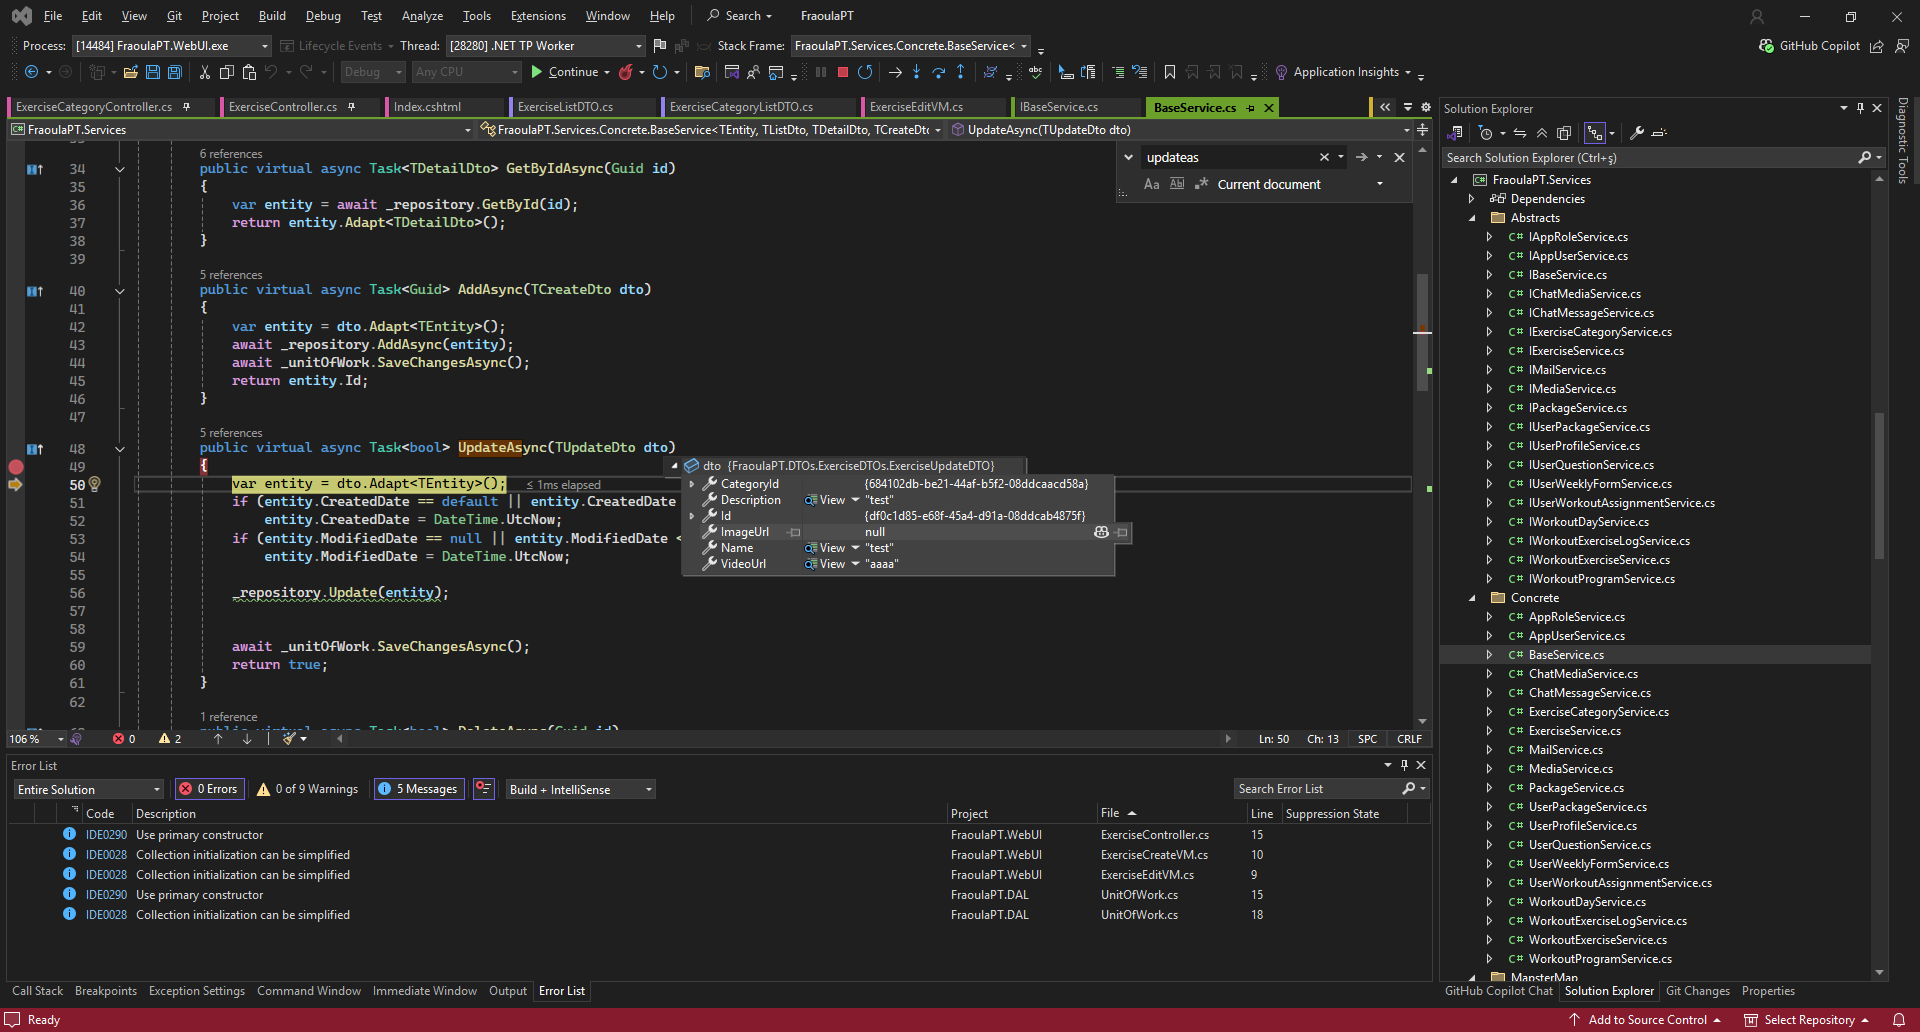 File Edit View Git Project Build Debug Test Analyze Tools Extensions Window Help Search FraoulaPT
Process: [14484] FraoulaPT.WebUI.exe Lifecycle Events Thread: [28280] .NET TP Worker Stack Frame: FraoulaPT.Services.Concrete.BaseService< GitHub Copilot
Debug Any CPU Continue Application Insights
ExerciseCategoryController.cs ExerciseController.cs Index.cshtml ExerciseListDTO.cs ExerciseCategoryListDTO.cs ExerciseEditVM.cs IBaseService.cs BaseService.cs
FraoulaPT.Services FraoulaPT.Services.Concrete.BaseService<TEntity, TListDto, TDetailDto, TCreateDto UpdateAsync(TUpdateDto dto)
updateas
Aa Ab Current document
6 references
34 public virtual async Task<TDetailDto> GetByIdAsync(Guid id)
35 {
36 var entity = await _repository.GetById(id);
37 return entity.Adapt<TDetailDto>();
38 }
39
5 references
40 public virtual async Task<Guid> AddAsync(TCreateDto dto)
41 {
42 var entity = dto.Adapt<TEntity>();
43 await _repository.AddAsync(entity);
44 await _unitOfWork.SaveChangesAsync();
45 return entity.Id;
46 }
47
5 references
48 public virtual async Task<bool> UpdateAsync(TUpdateDto dto)
49 {
50 var entity = dto.Adapt<TEntity>(); ≤ 1ms elapsed
51 if (entity.CreatedDate == default || entity.CreatedDate
52 entity.CreatedDate = DateTime.UtcNow;
53 if (entity.ModifiedDate == null || entity.ModifiedDate <
54 entity.ModifiedDate = DateTime.UtcNow;
55
56 _repository.Update(entity);
57
58
59 await _unitOfWork.SaveChangesAsync();
60 return true;
61 }
62
1 reference
dto {FraoulaPT.DTOs.ExerciseDTOs.ExerciseUpdateDTO}
CategoryId {684102db-be21-44af-b5f2-08ddcaacd58a}
Description View "test"
Id {df0c1d85-e68f-45a4-d91a-08ddcab4875f}
ImageUrl null
Name View "test"
VideoUrl View "aaaa"
106 % 0 2 Ln: 50 Ch: 13 SPC CRLF
Error List
Entire Solution 0 Errors 0 of 9 Warnings 5 Messages Build + IntelliSense Search Error List
Code Description Project File Line Suppression State
IDE0290 Use primary constructor FraoulaPT.WebUI ExerciseController.cs 15
IDE0028 Collection initialization can be simplified FraoulaPT.WebUI ExerciseCreateVM.cs 10
IDE0028 Collection initialization can be simplified FraoulaPT.WebUI ExerciseEditVM.cs 9
IDE0290 Use primary constructor FraoulaPT.DAL UnitOfWork.cs 15
IDE0028 Collection initialization can be simplified FraoulaPT.DAL UnitOfWork.cs 18
Call Stack Breakpoints Exception Settings Command Window Immediate Window Output Error List
Solution Explorer
Search Solution Explorer (Ctrl+ş)
FraoulaPT.Services
Dependencies
Abstracts
C# IAppRoleService.cs
C# IAppUserService.cs
C# IBaseService.cs
C# IChatMediaService.cs
C# IChatMessageService.cs
C# IExerciseCategoryService.cs
C# IExerciseService.cs
C# IMailService.cs
C# IMediaService.cs
C# IPackageService.cs
C# IUserPackageService.cs
C# IUserProfileService.cs
C# IUserQuestionService.cs
C# IUserWeeklyFormService.cs
C# IUserWorkoutAssignmentService.cs
C# IWorkoutDayService.cs
C# IWorkoutExerciseLogService.cs
C# IWorkoutExerciseService.cs
C# IWorkoutProgramService.cs
Concrete
C# AppRoleService.cs
C# AppUserService.cs
C# BaseService.cs
C# ChatMediaService.cs
C# ChatMessageService.cs
C# ExerciseCategoryService.cs
C# ExerciseService.cs
C# MailService.cs
C# MediaService.cs
C# PackageService.cs
C# UserPackageService.cs
C# UserProfileService.cs
C# UserQuestionService.cs
C# UserWeeklyFormService.cs
C# UserWorkoutAssignmentService.cs
C# WorkoutDayService.cs
C# WorkoutExerciseLogService.cs
C# WorkoutExerciseService.cs
C# WorkoutProgramService.cs
MapsterMap
GitHub Copilot Chat Solution Explorer Git Changes Properties
Diagnostic Tools
Ready Add to Source Control Select Repository